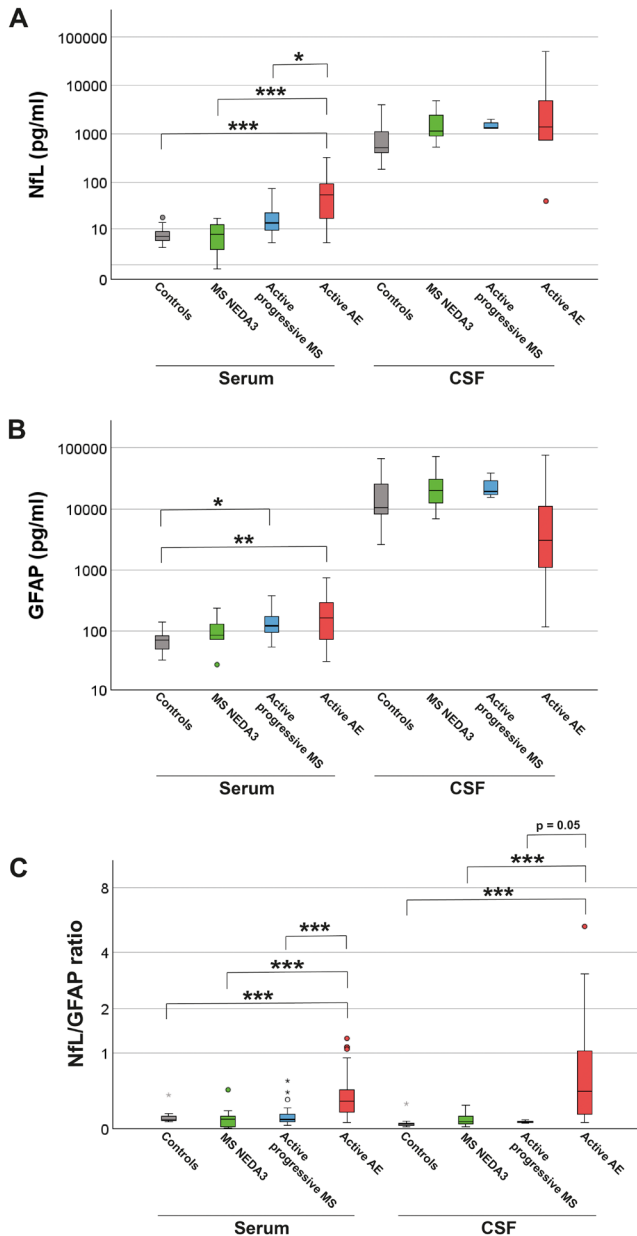 A
NfL (pg/ml)
100000
10000
1000
100
10
0
*
***
***
Controls
MS NEDA3
Active
progressive MS
Active AE
Controls
MS NEDA3
Active
progressive MS
Active AE
Serum
CSF
B
GFAP (pg/ml)
100000
10000
1000
100
10
*
**
Controls
MS NEDA3
Active
progressive MS
Active AE
Controls
MS NEDA3
Active
progressive MS
Active AE
Serum
CSF
C
NfL/GFAP ratio
8
4
2
1
0
p = 0.05
***
***
***
***
***
Controls
MS NEDA3
Active
progressive MS
Active AE
Controls
MS NEDA3
Active
progressive MS
Active AE
Serum
CSF